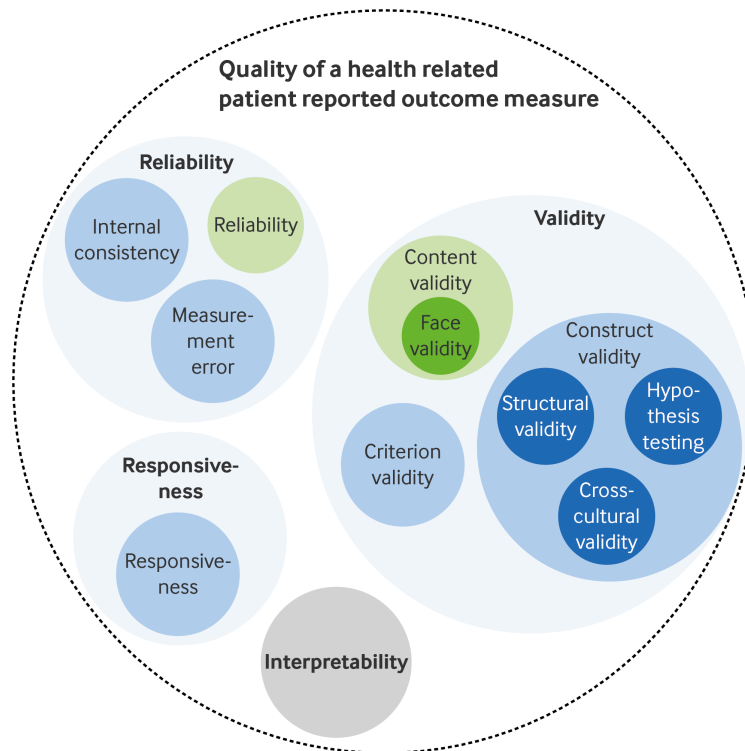 Quality of a health related
patient reported outcome measure
Reliability
Internal
consistency
Reliability
Measure-
ment
error
Validity
Content
validity
Face
validity
Construct
validity
Structural
validity
Hypo-
thesis
testing
Cross-
cultural
validity
Criterion
validity
Responsive-
ness
Responsive-
ness
Interpretability